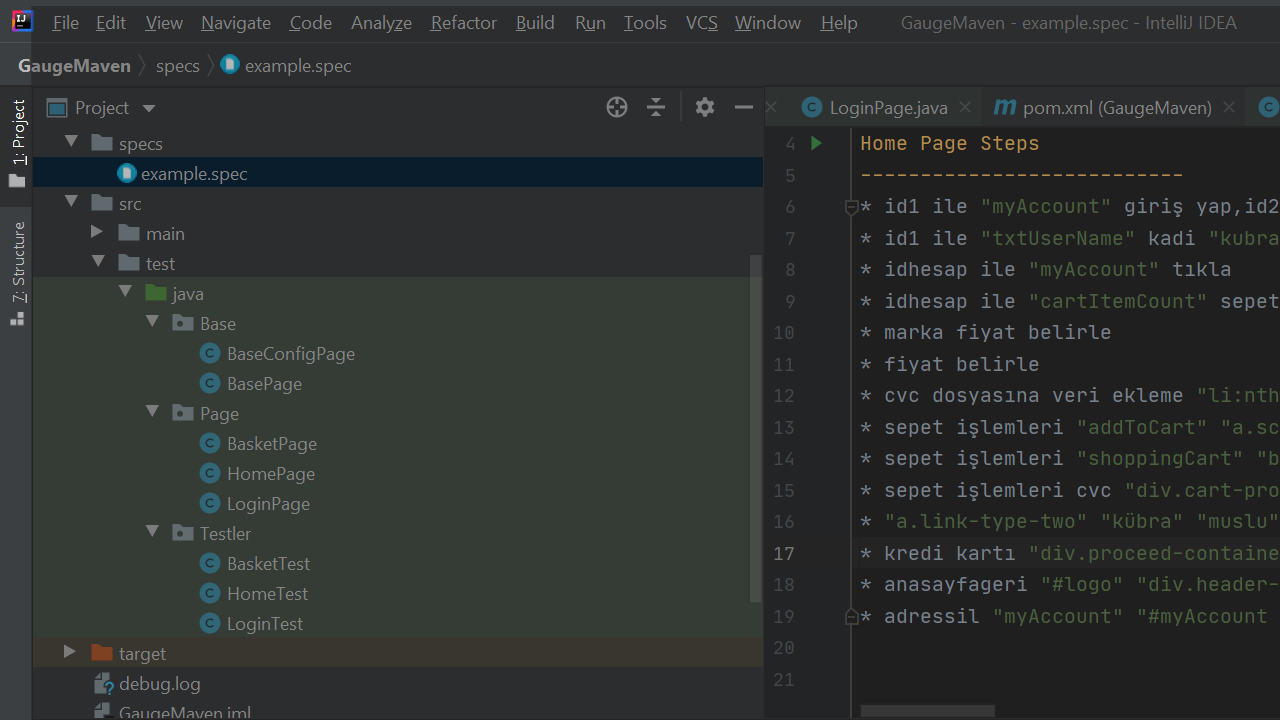 File Edit View Navigate Code Analyze Refactor Build Run Tools VCS Window Help GaugeMaven - example.spec - IntelliJ IDEA
GaugeMaven specs example.spec
1: Project
7: Structure
Project
specs
example.spec
src
main
test
java
Base
BaseConfigPage
BasePage
Page
BasketPage
HomePage
LoginPage
Testler
BasketTest
HomeTest
LoginTest
target
debug.log
GaugeMaven.iml
LoginPage.java pom.xml (GaugeMaven)
4 Home Page Steps
5 ---------------------------
6 * id1 ile "myAccount" giriş yap,id2
7 * id1 ile "txtUserName" kadi "kubra
8 * idhesap ile "myAccount" tıkla
9 * idhesap ile "cartItemCount" sepet
10 * marka fiyat belirle
11 * fiyat belirle
12 * cvc dosyasına veri ekleme "li:nth
13 * sepet işlemleri "addToCart" "a.sc
14 * sepet işlemleri "shoppingCart" "b
15 * sepet işlemleri cvc "div.cart-pro
16 * "a.link-type-two" "kübra" "muslu"
17 * kredi kartı "div.proceed-containe
18 * anasayfageri "#logo" "div.header-
19 * adressil "myAccount" "#myAccount
20
21